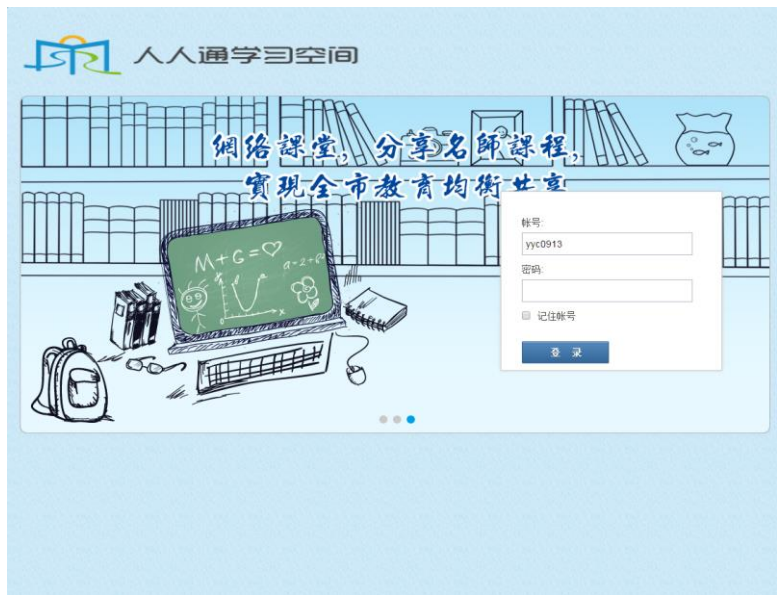 人人通学习空间
網络課堂，分享名師課程，
實現全市教育均衡共享
M+G=♡
帐号:
yyc0913
密码:
记住帐号
登 录